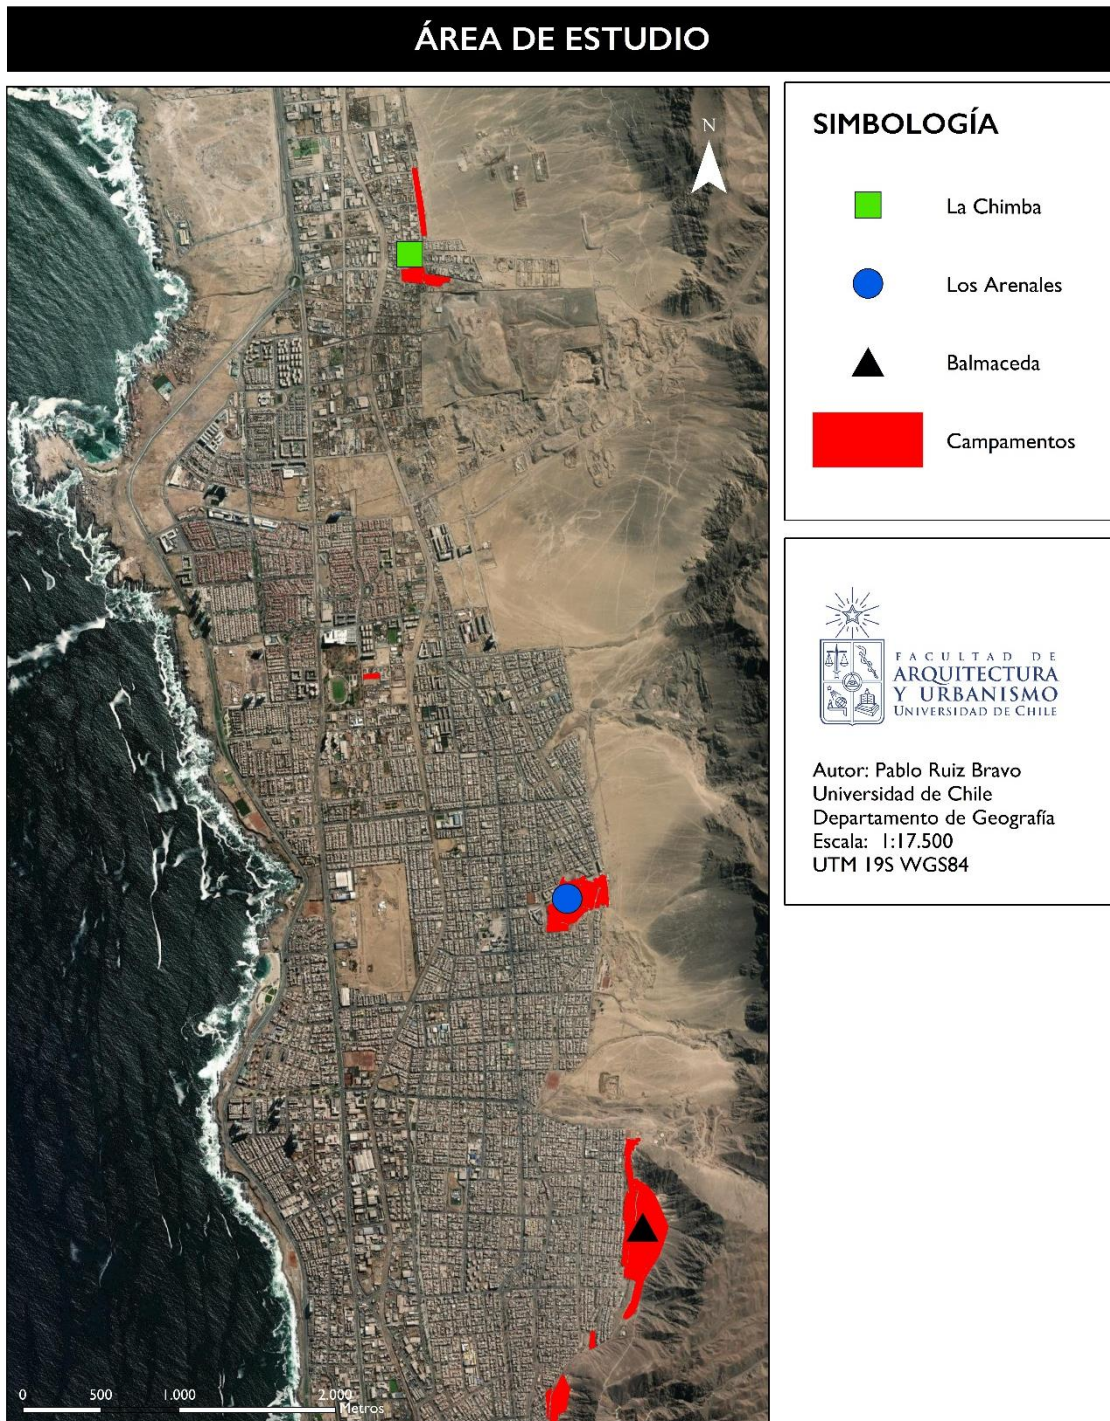 ÁREA DE ESTUDIO
N
SIMBOLOGÍA
La Chimba
Los Arenales
Balmaceda
Campamentos
FACULTAD DE
ARQUITECTURA
Y URBANISMO
UNIVERSIDAD DE CHILE
Autor: Pablo Ruiz Bravo
Universidad de Chile
Departamento de Geografía
Escala: 1:17.500
UTM 19S WGS84
0 500 1.000 2.000
Metros